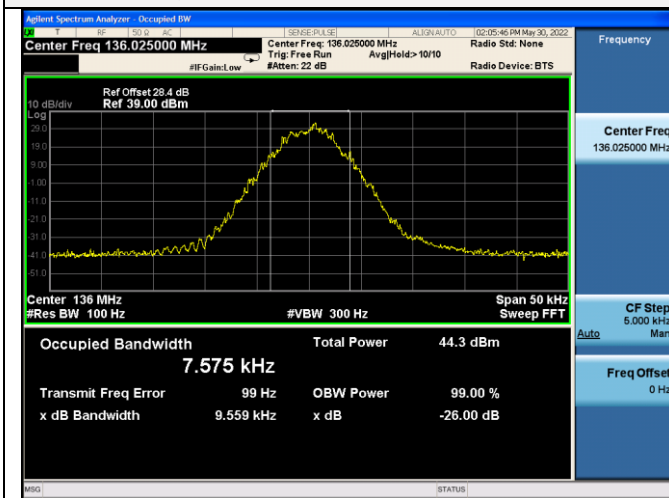 Agilent Spectrum Analyzer - Occupied BW
T RF 50 Ω AC SENSE:PULSE ALIGNAUTO 02:05:46 PM May 30, 2022
Center Freq 136.025000 MHz Center Freq: 136.025000 MHz Radio Std: None Frequency
Trig: Free Run Avg|Hold:> 10/10
#IFGain:Low #Atten: 22 dB Radio Device: BTS
Ref Offset 28.4 dB
10 dB/div Ref 39.00 dBm
Log
29.0
19.0
9.00
-1.00
-11.0
-21.0
-31.0
-41.0
-51.0
Center Freq
136.025000 MHz
Center 136 MHz Span 50 kHz
#Res BW 100 Hz #VBW 300 Hz Sweep FFT
CF Step
5.000 kHz
Auto Man
Occupied Bandwidth Total Power 44.3 dBm
7.575 kHz
Freq Offset
0 Hz
Transmit Freq Error 99 Hz OBW Power 99.00 %
x dB Bandwidth 9.559 kHz x dB -26.00 dB
MSG STATUS